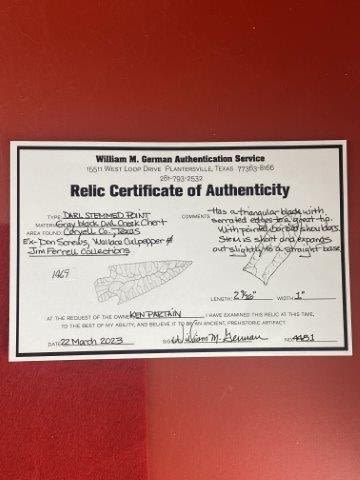 William M. German Authentication Service
15511 West Loop Drive Plantersville, Texas 77363-8166
281-793-2532
Relic Certificate of Authenticity
TYPE: DARL STEMMED POINT
MATERIAL: Gray black Owl Creek Chert
AREA FOUND: Coryell Co., Texas
Ex-Don Screws, Wallace Culpepper &
Jim Ferrell Collections
COMMENTS: Has a triangular blade with
serrated edges to a great tip.
With pointed barbed shoulders.
Stem is short and expands
out slightly to a straight base.
1969
LENGTH: 2 WIDTH: 1"
AT THE REQUEST OF THE OWNER KEN PARTAIN I HAVE EXAMINED THIS RELIC AT THIS TIME,
TO THE BEST OF MY ABILITY, AND BELIEVE IT TO BE AN ANCIENT, PREHISTORIC ARTIFACT.
DATE: 22 March 2023 William M. German NO. 4451